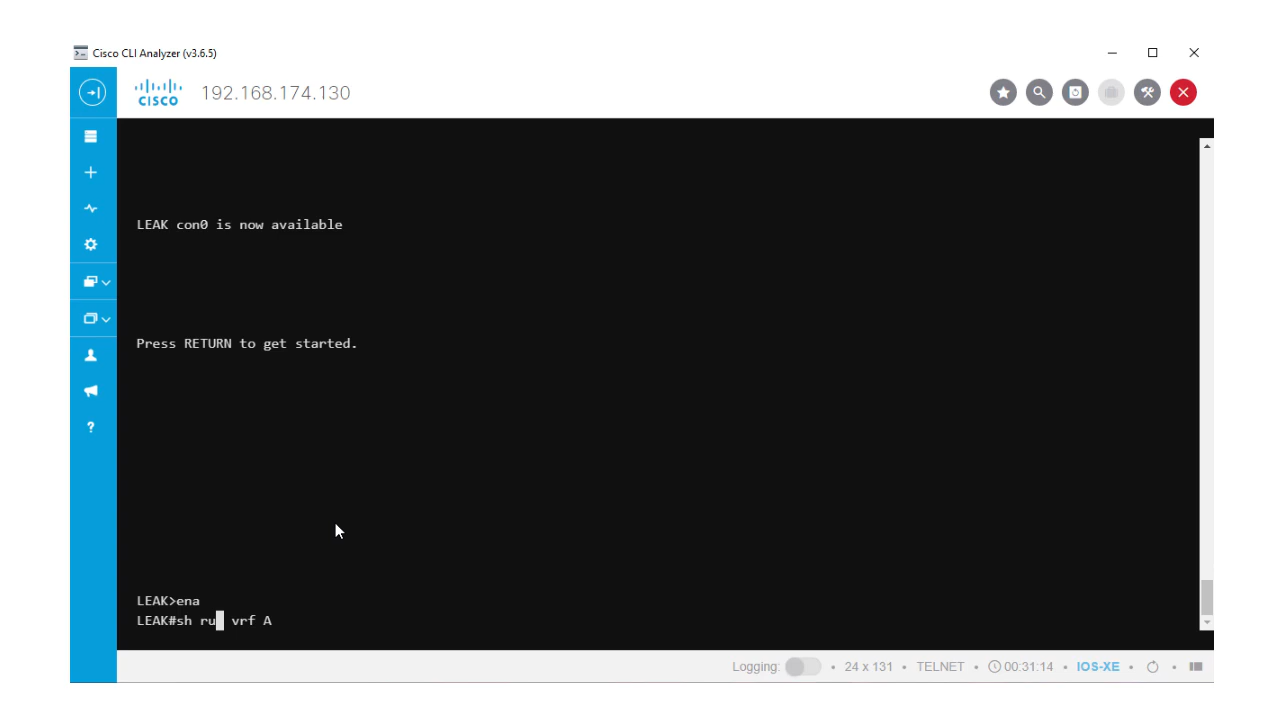 Cisco CLI Analyzer (v3.6.5)
CISCO 192.168.174.130
LEAK con0 is now available
Press RETURN to get started.
LEAK>ena
LEAK#sh ru vrf A
Logging: • 24 x 131 • TELNET • 00:31:14 • IOS-XE •